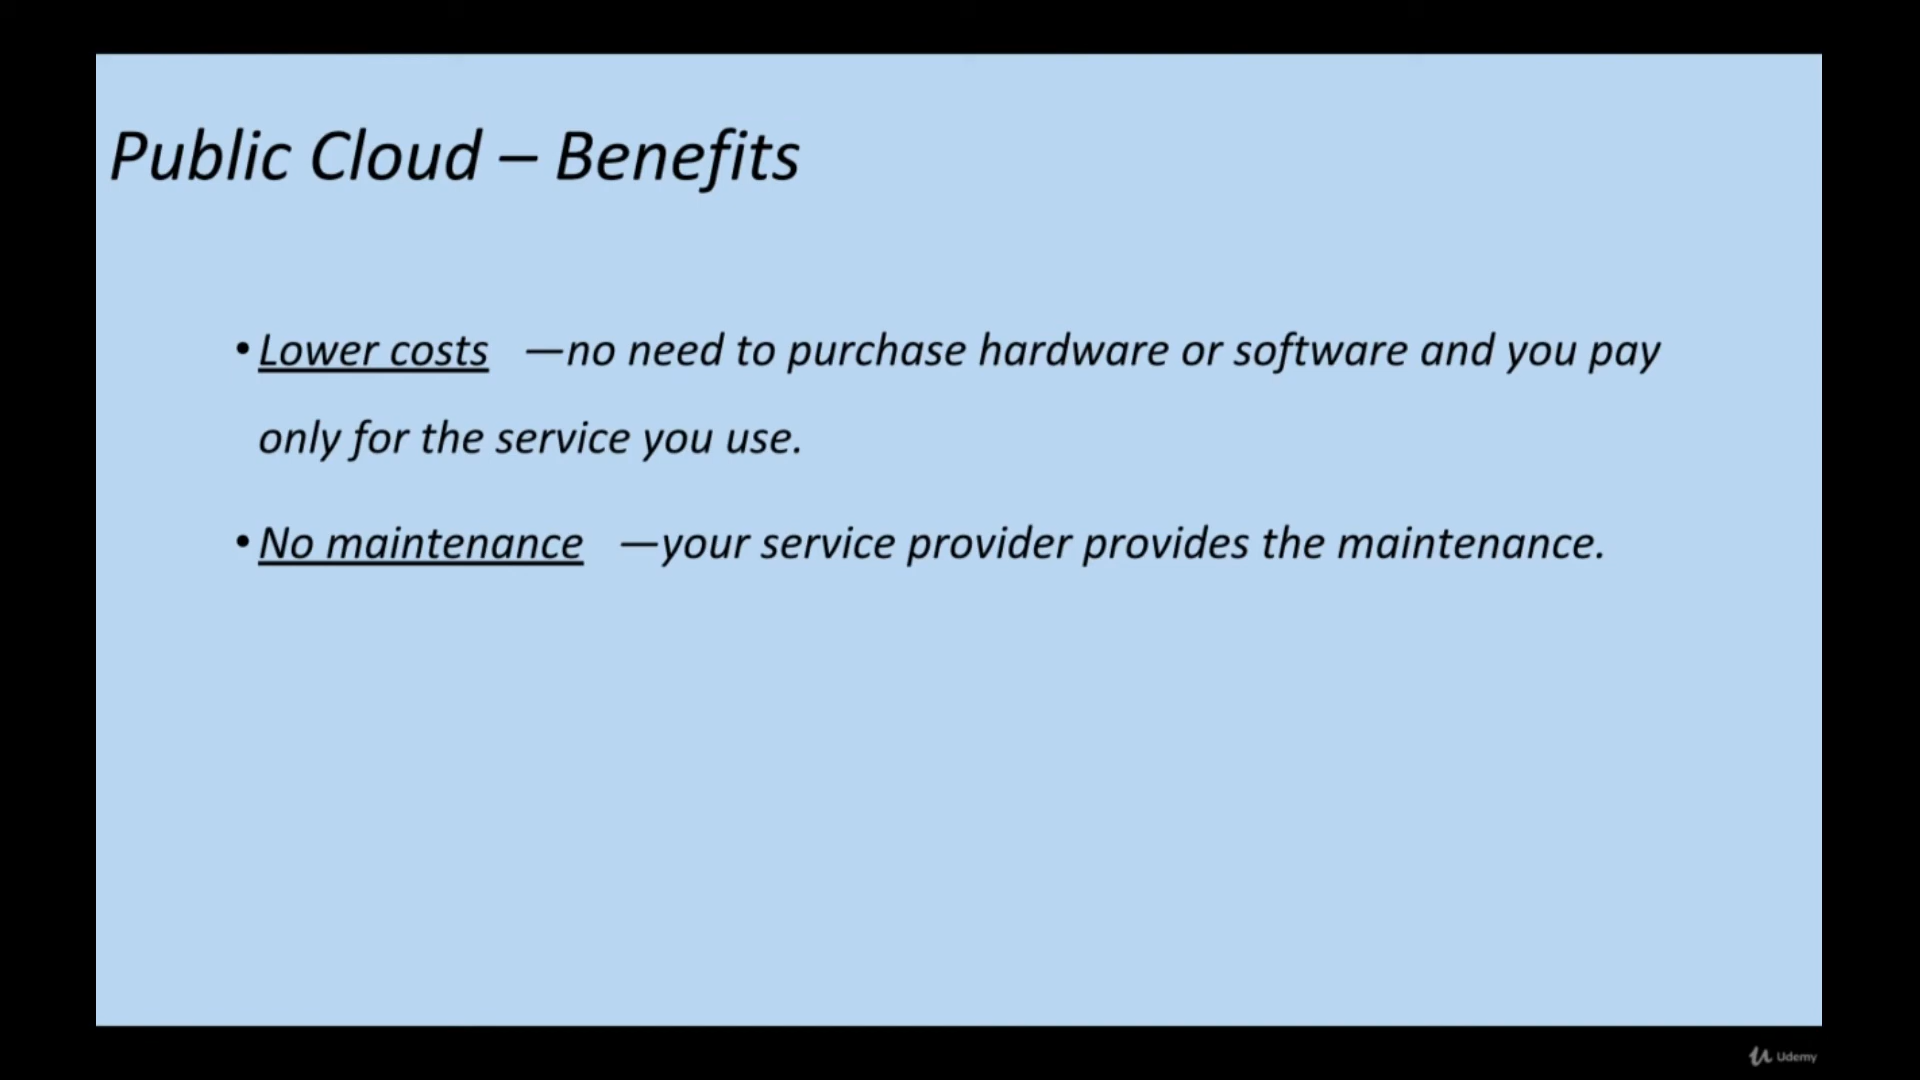 Public Cloud – Benefits
•Lower costs —no need to purchase hardware or software and you pay
only for the service you use.
•No maintenance —your service provider provides the maintenance.
Udemy